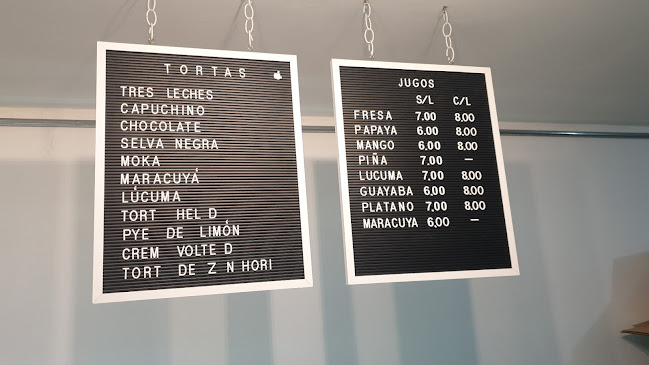 TORTAS
TRES LECHES
CAPUCHINO
CHOCOLATE
SELVA NEGRA
MOKA
MARACUYÁ
LÚCUMA
TORT HEL D
PYE DE LIMÓN
CREM VOLTE D
TORT DE Z N HORI
JUGOS
S/L C/L
FRESA 7.00 8.00
PAPAYA 6.00 8.00
MANGO 6.00 8.00
PIÑA 7.00 —
LUCUMA 7.00 8.00
GUAYABA 6.00 8.00
PLATANO 7.00 8.00
MARACUYA 6.00 —